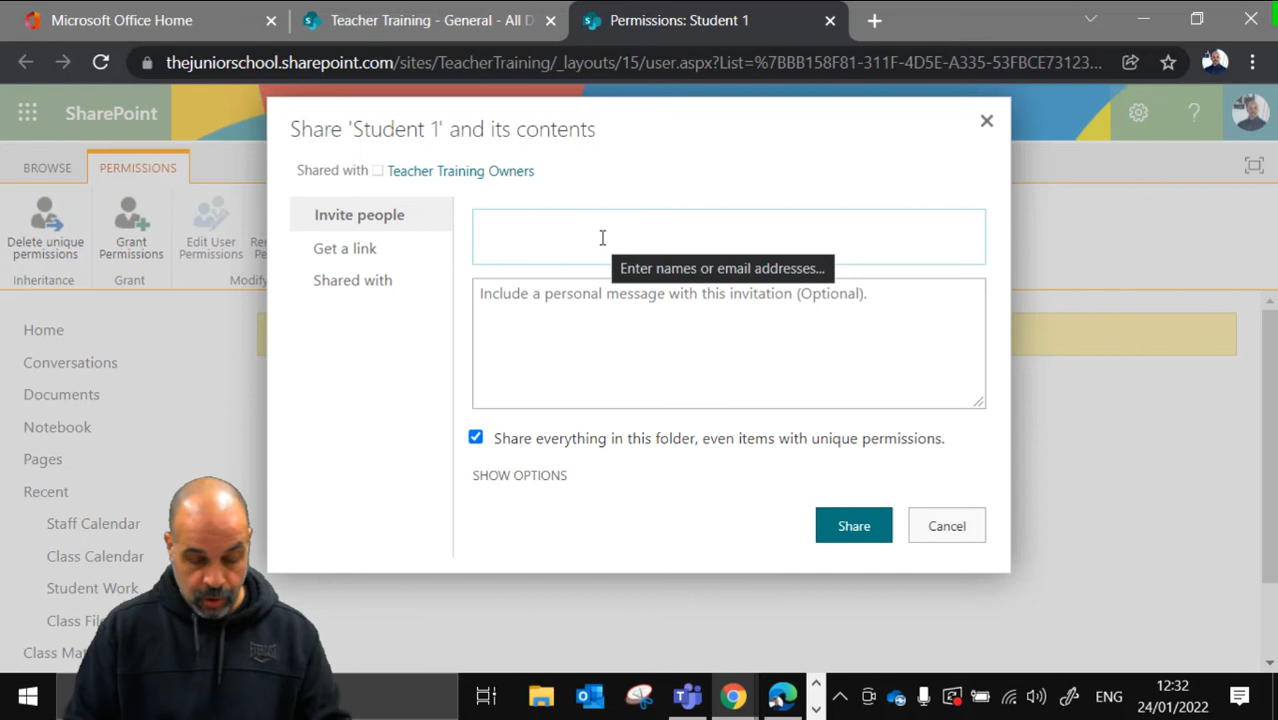 Microsoft Office Home
Teacher Training - General - All D
Permissions: Student 1
thejuniorschool.sharepoint.com/sites/TeacherTraining/_layouts/15/user.aspx?List=%7BBB158F81-311F-4D5E-A335-53FBCE73123...
SharePoint
?
Share 'Student 1' and its contents
BROWSE
PERMISSIONS
Shared with Teacher Training Owners
Invite people
Get a link
Shared with
Enter names or email addresses...
Include a personal message with this invitation (Optional).
Delete unique permissions
Grant Permissions
Edit User Permissions
Inheritance
Grant
Modify
Share everything in this folder, even items with unique permissions.
SHOW OPTIONS
Share
Cancel
Home
Conversations
Documents
Notebook
Pages
Recent
Staff Calendar
Class Calendar
Student Work
Class
Class
EVERLAST
ENG
12:32
24/01/2022